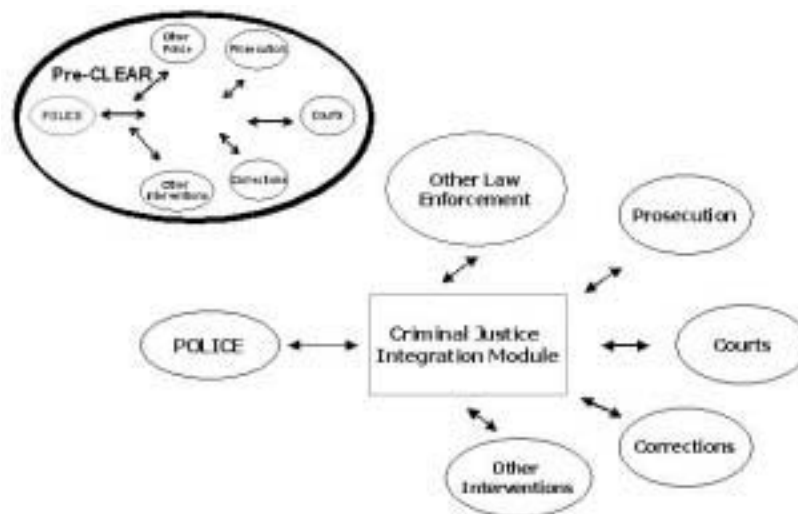 Other
Police
Prosecution
Pre-CLEAR
POLICE
Courts
Other
Interventions
Corrections
Other Law
Enforcement
Prosecution
POLICE
Criminal Justice
Integration Module
Courts
Corrections
Other
Interventions